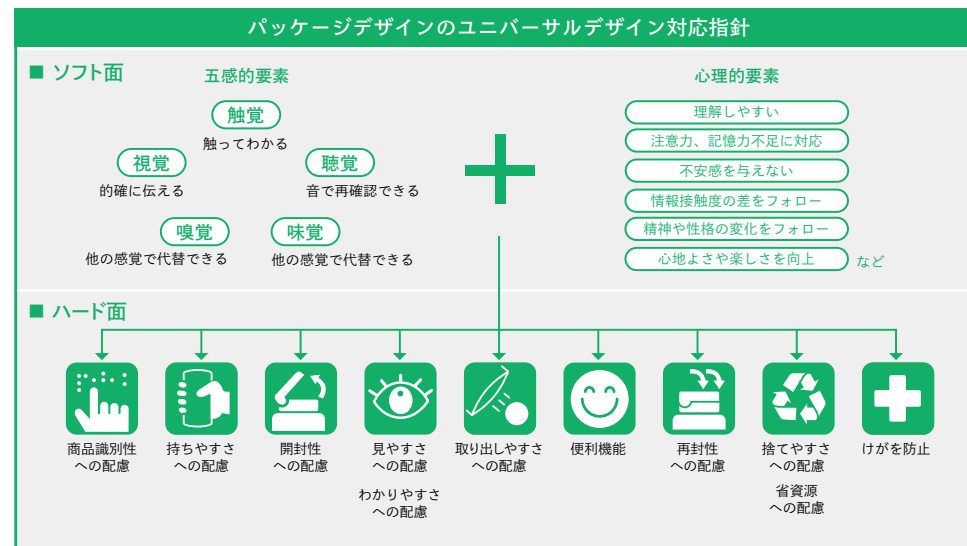 パッケージデザインのユニバーサルデザイン対応指針
■ ソフト面
五感的要素
触覚
触ってわかる
視覚
的確に伝える
聴覚
音で再確認できる
嗅覚
他の感覚で代替できる
味覚
他の感覚で代替できる
心理的要素
理解しやすい
注意力、記憶力不足に対応
不安感を与えない
情報接触度の差をフォロー
精神や性格の変化をフォロー
心地よさや楽しさを向上
など
■ ハード面
商品識別性
への配慮
持ちやすさ
への配慮
開封性
への配慮
見やすさ
への配慮
わかりやすさ
への配慮
取り出しやすさ
への配慮
便利機能
再封性
への配慮
捨てやすさ
への配慮
省資源
への配慮
けがを防止